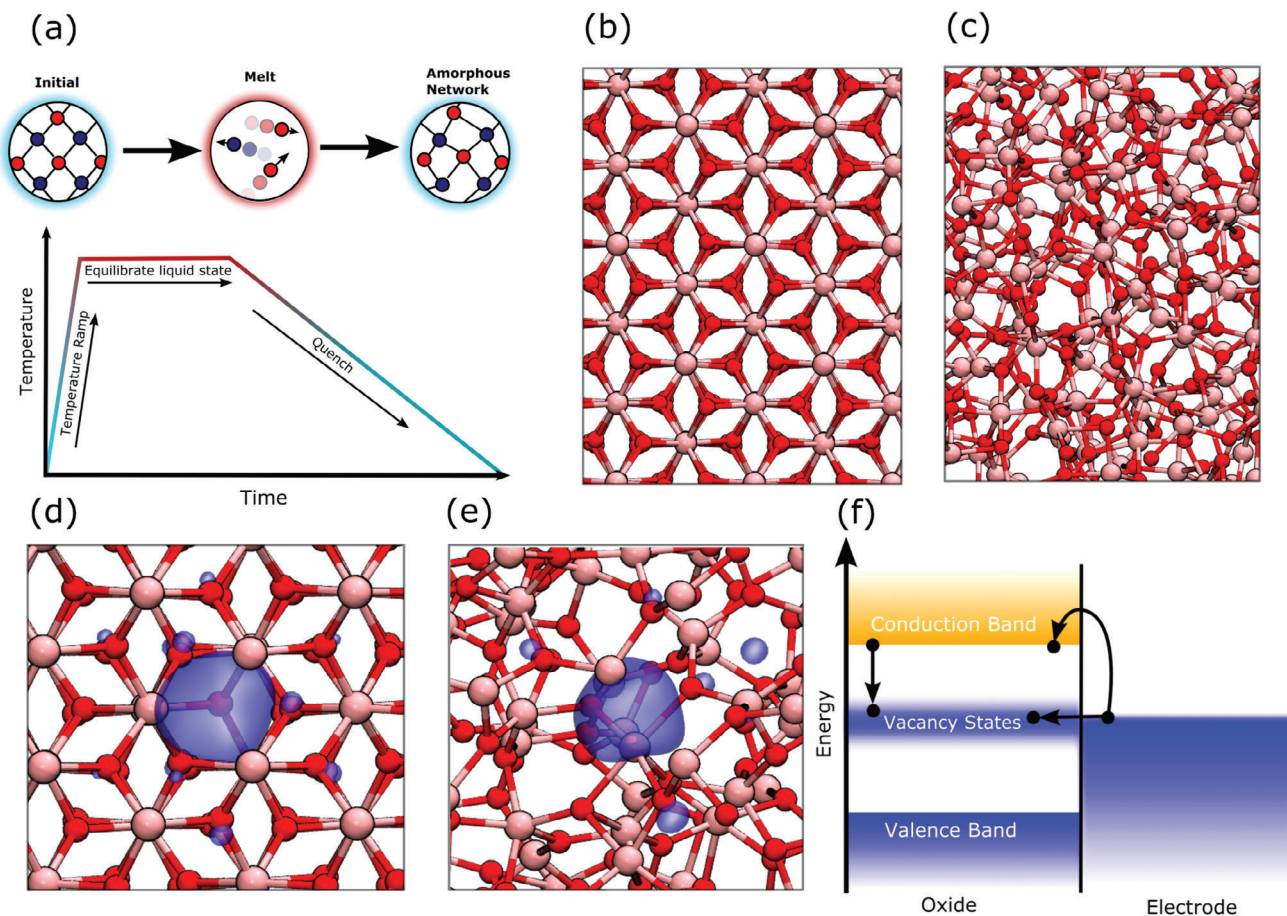 (a)
Initial
Melt
Amorphous
Network
Temperature
Temperature Ramp
Equilibrate liquid state
Quench
Time
(b)
(c)
(d)
(e)
(f)
Energy
Conduction Band
Vacancy States
Valence Band
Oxide
Electrode